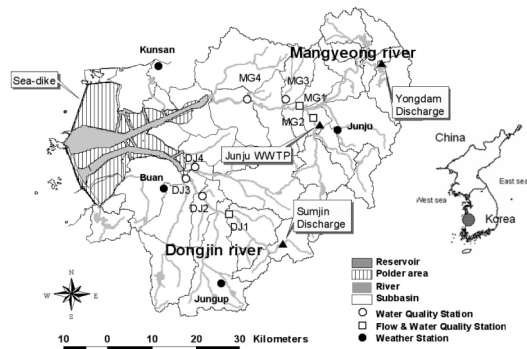 Kunsan
Mangyeong river
Sea-dike
MG4
MG3
MG1
MG2
Yongdam
Discharge
Junju
Junju WWTP
China
East sea
West sea
Korea
DJ4
Buan
DJ3
DJ2
DJ1
Sumjin
Discharge
Dongjin river
Jungup
N
W
E
S
Reservoir
Polder area
River
Subbasin
Water Quality Station
Flow & Water Quality Station
Weather Station
10 0 10 20 30 Kilometers